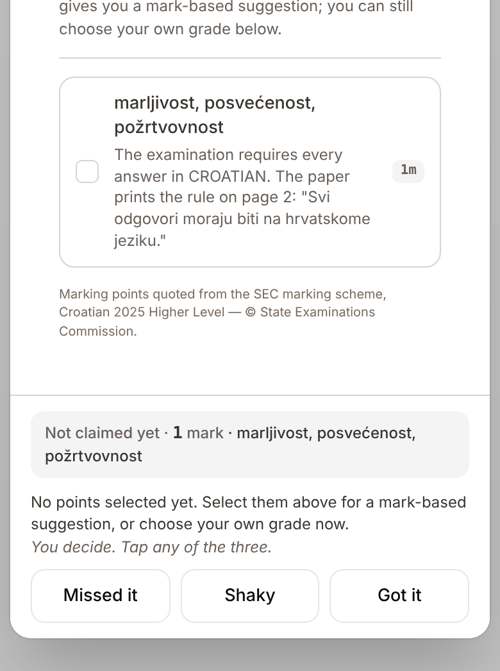 gives you a mark-based suggestion; you can still
choose your own grade below.
marljivost, posvećenost,
požrtvovnost
The examination requires every
answer in CROATIAN. The paper
prints the rule on page 2: "Svi
odgovori moraju biti na hrvatskome
jeziku."
1m
Marking points quoted from the SEC marking scheme,
Croatian 2025 Higher Level — © State Examinations
Commission.
Not claimed yet · 1 mark · marljivost, posvećenost,
požrtvovnost
No points selected yet. Select them above for a mark-based
suggestion, or choose your own grade now.
You decide. Tap any of the three.
Missed it
Shaky
Got it